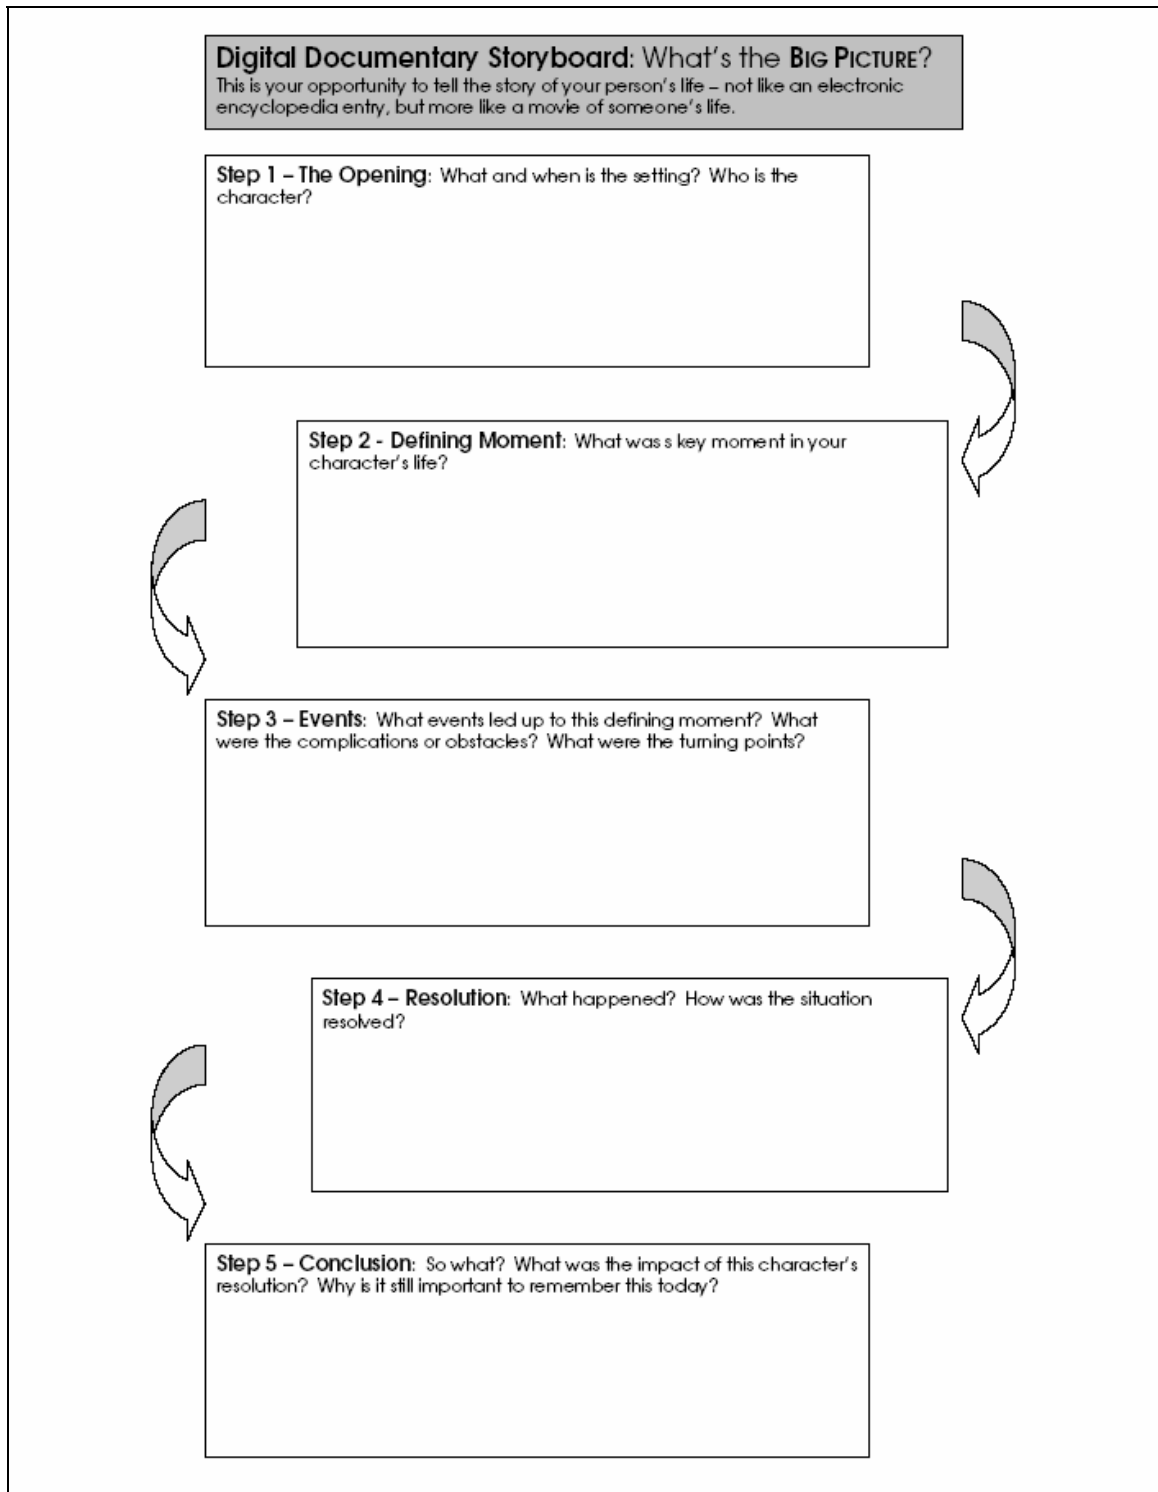 Digital Documentary Storyboard: What's the BIG PICTURE?
This is your opportunity to tell the story of your person's life – not like an electronic
encyclopedia entry, but more like a movie of someone's life.
Step 1 – The Opening: What and when is the setting? Who is the
character?
Step 2 - Defining Moment: What was s key moment in your
character's life?
Step 3 – Events: What events led up to this defining moment? What
were the complications or obstacles? What were the turning points?
Step 4 – Resolution: What happened? How was the situation
resolved?
Step 5 – Conclusion: So what? What was the impact of this character's
resolution? Why is it still important to remember this today?